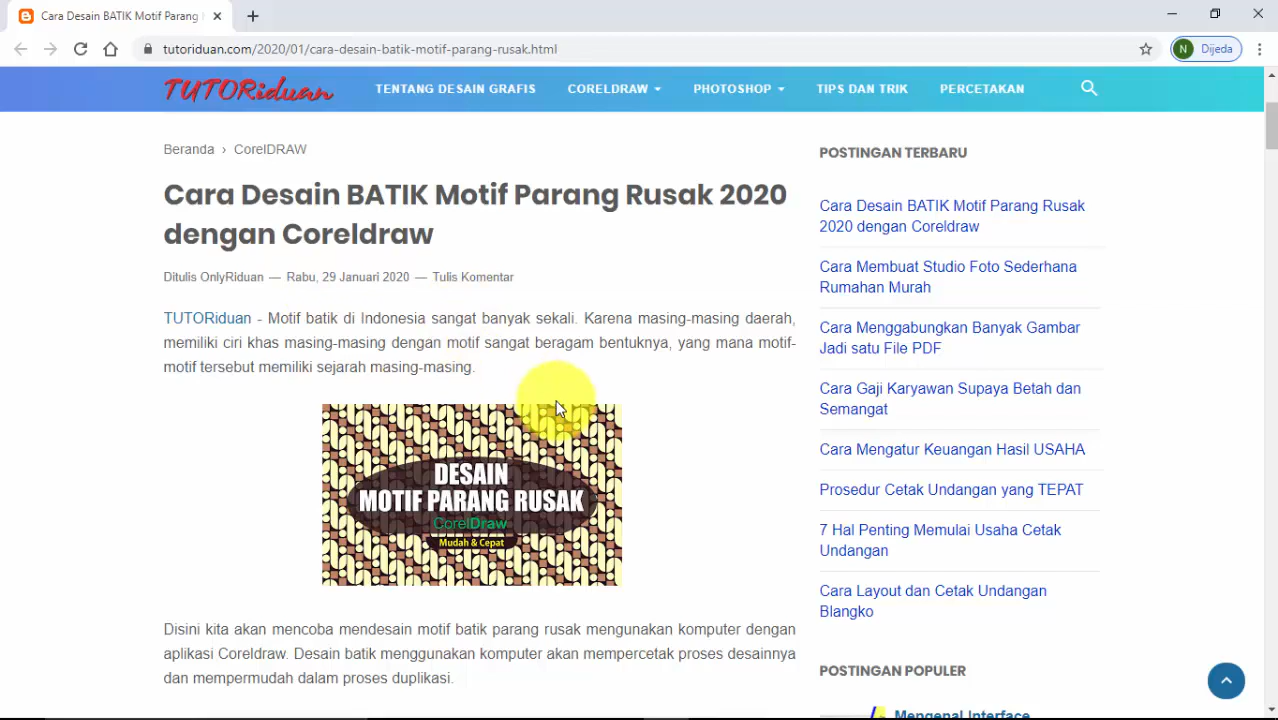 Cara Desain BATIK Motif Parang
tutoriduan.com/2020/01/cara-desain-batik-motif-parang-rusak.html
N Dijeda
TUTORiduan
TENTANG DESAIN GRAFIS
CORELDRAW
PHOTOSHOP
TIPS DAN TRIK
PERCETAKAN
Beranda › CorelDRAW
Cara Desain BATIK Motif Parang Rusak 2020
dengan Coreldraw
Ditulis OnlyRiduan — Rabu, 29 Januari 2020 — Tulis Komentar
TUTORiduan - Motif batik di Indonesia sangat banyak sekali. Karena masing-masing daerah,
memiliki ciri khas masing-masing dengan motif sangat beragam bentuknya, yang mana motif-
motif tersebut memiliki sejarah masing-masing.
DESAIN
MOTIF PARANG RUSAK
CorelDraw
Mudah & Cepat
Disini kita akan mencoba mendesain motif batik parang rusak mengunakan komputer dengan
aplikasi Coreldraw. Desain batik menggunakan komputer akan mempercetak proses desainnya
dan mempermudah dalam proses duplikasi.
POSTINGAN TERBARU
Cara Desain BATIK Motif Parang Rusak
2020 dengan Coreldraw
Cara Membuat Studio Foto Sederhana
Rumahan Murah
Cara Menggabungkan Banyak Gambar
Jadi satu File PDF
Cara Gaji Karyawan Supaya Betah dan
Semangat
Cara Mengatur Keuangan Hasil USAHA
Prosedur Cetak Undangan yang TEPAT
7 Hal Penting Memulai Usaha Cetak
Undangan
Cara Layout dan Cetak Undangan
Blangko
POSTINGAN POPULER
Mengenal Interface